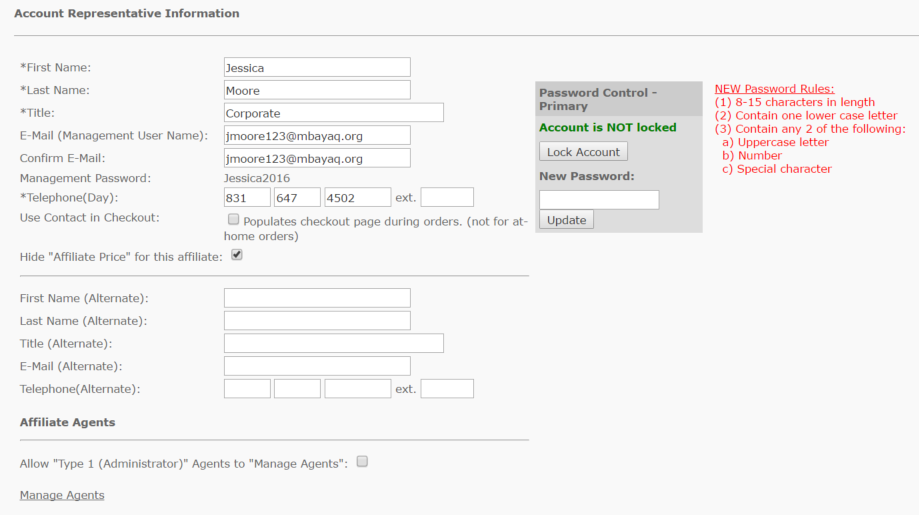 Account Representative Information
*First Name: Jessica
*Last Name: Moore
*Title: Corporate
E-Mail (Management User Name): jmoore123@mbayaq.org
Confirm E-Mail: jmoore123@mbayaq.org
Management Password: Jessica2016
*Telephone(Day): 831 647 4502 ext.
Use Contact in Checkout: Populates checkout page during orders. (not for at-
home orders)
Hide "Affiliate Price" for this affiliate:
Password Control -
Primary
Account is NOT locked
Lock Account
New Password:
Update
NEW Password Rules:
(1) 8-15 characters in length
(2) Contain one lower case letter
(3) Contain any 2 of the following:
a) Uppercase letter
b) Number
c) Special character
First Name (Alternate):
Last Name (Alternate):
Title (Alternate):
E-Mail (Alternate):
Telephone(Alternate): ext.
Affiliate Agents
Allow "Type 1 (Administrator)" Agents to "Manage Agents":
Manage Agents